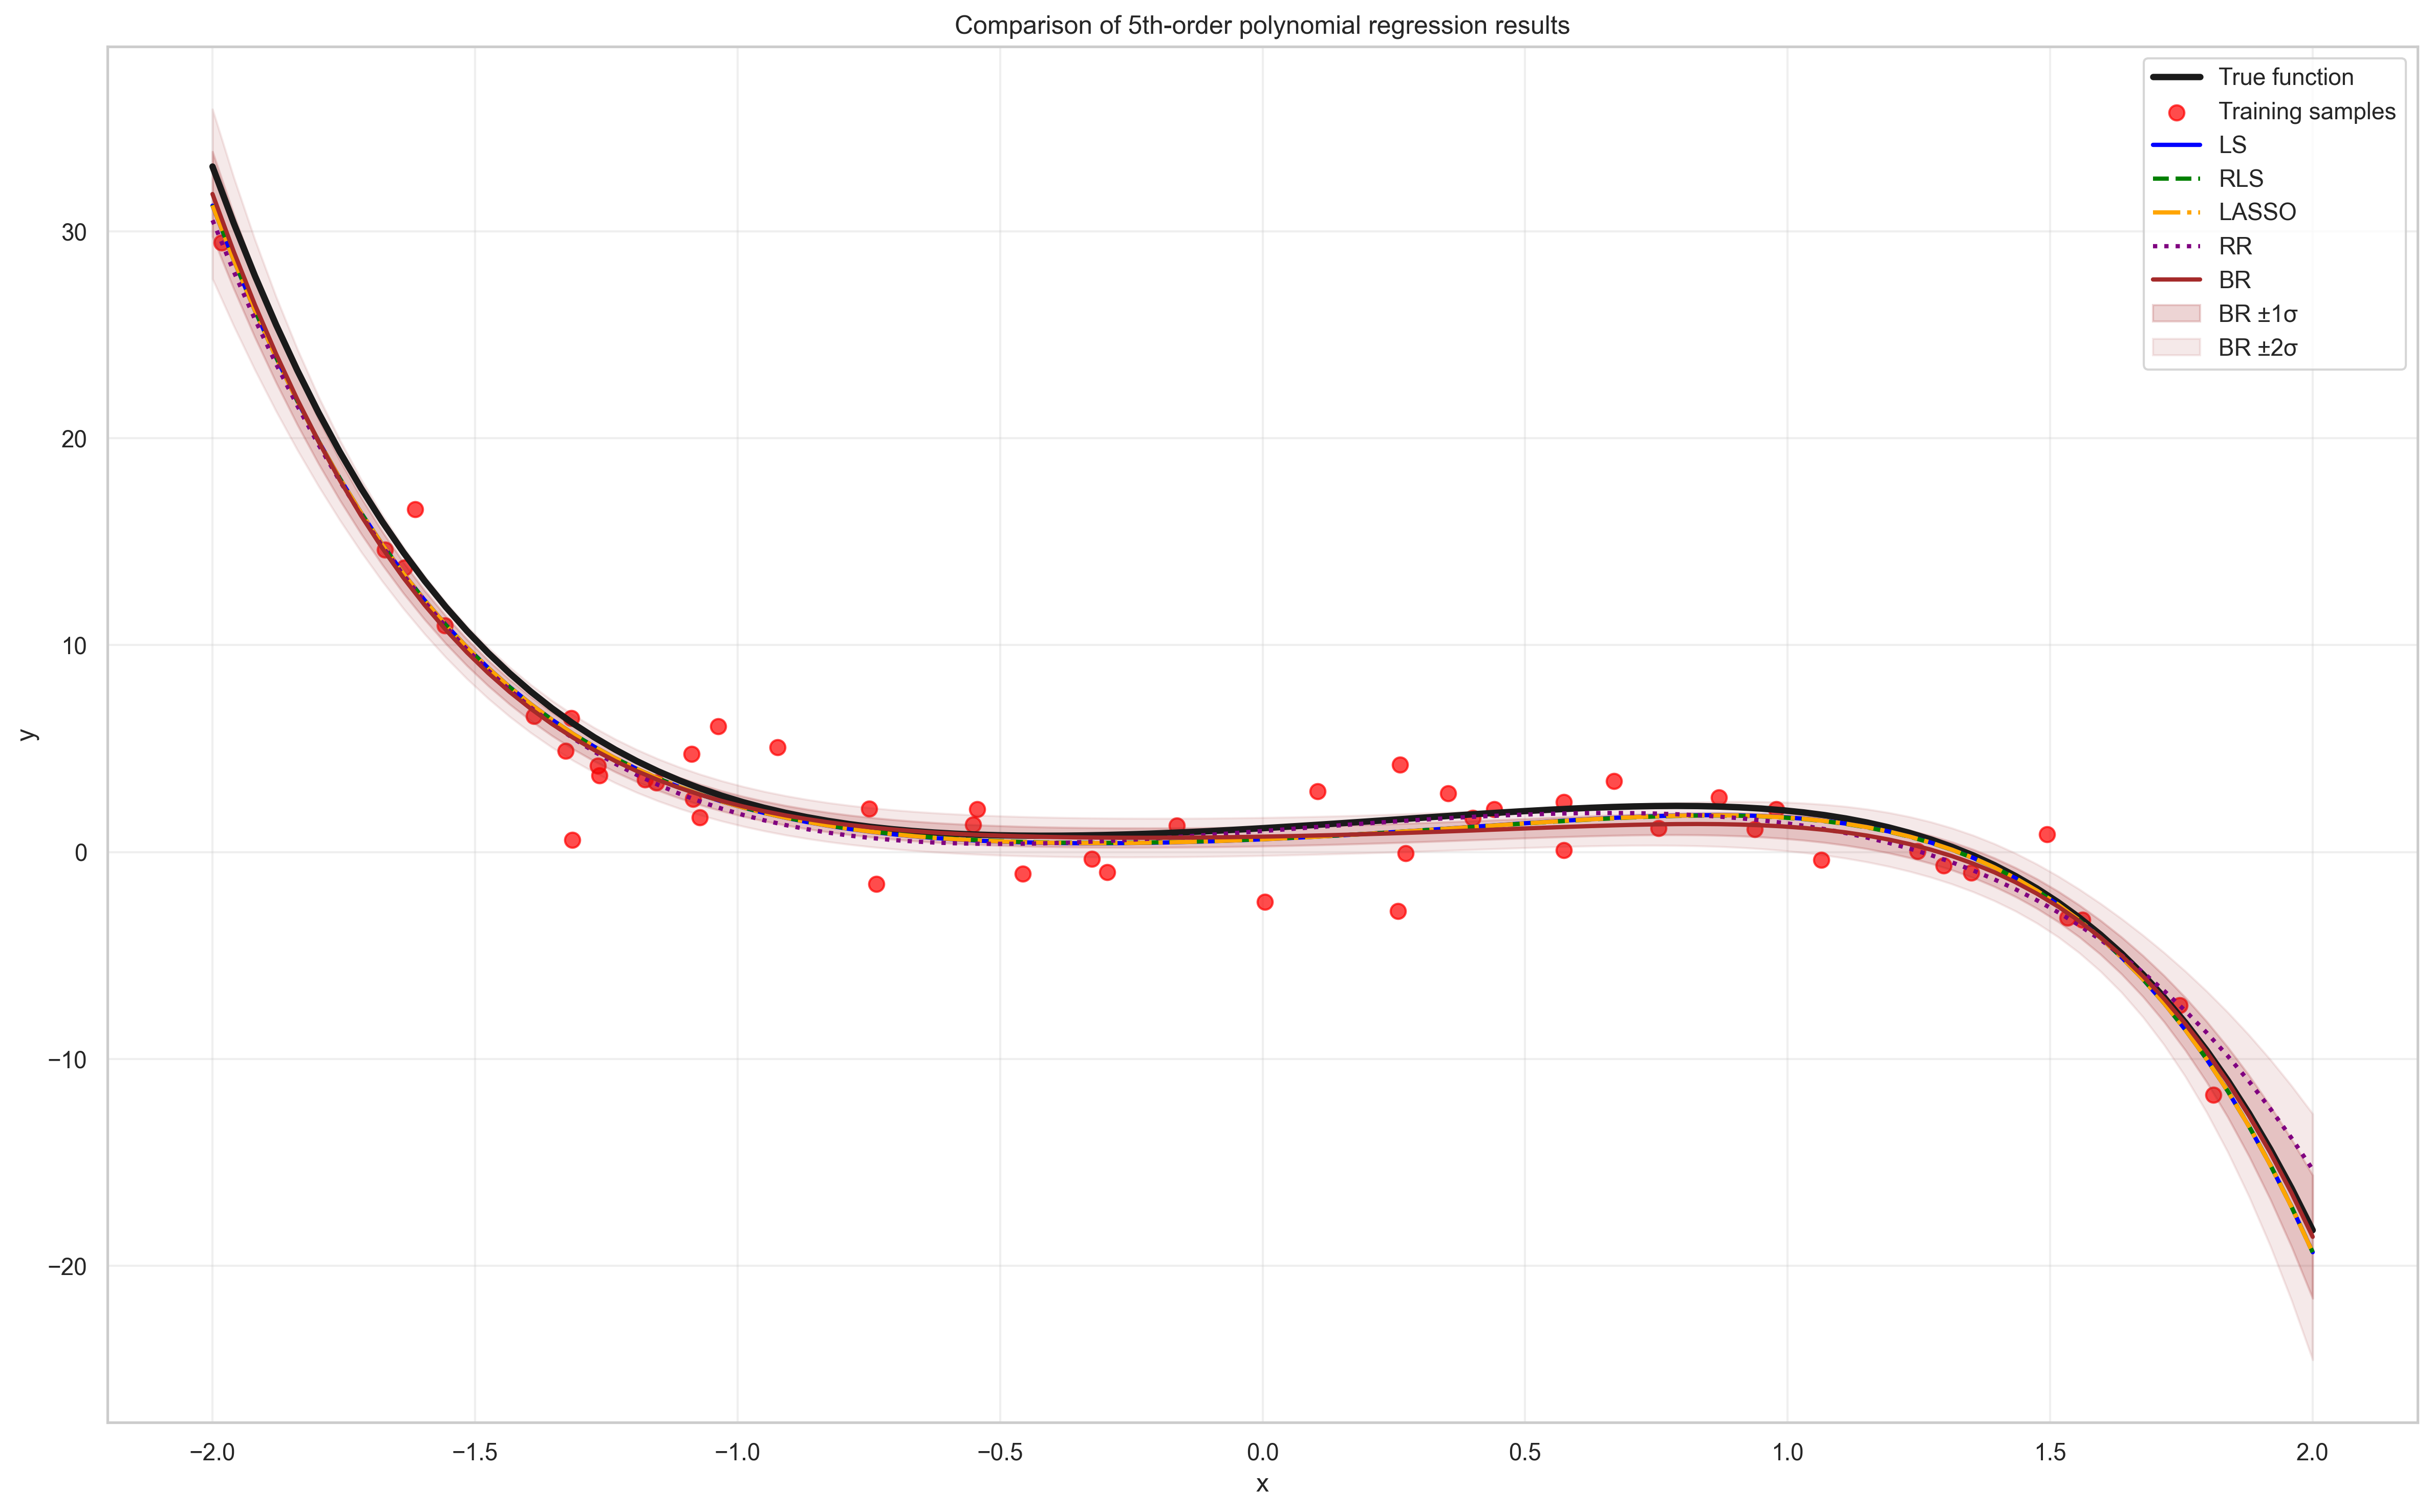 Comparison of 5th-order polynomial regression results
True function
Training samples
LS
RLS
LASSO
RR
BR
BR ±1σ
BR ±2σ
30
20
10
0
−10
−20
y
−2.0 −1.5 −1.0 −0.5 0.0 0.5 1.0 1.5 2.0
x